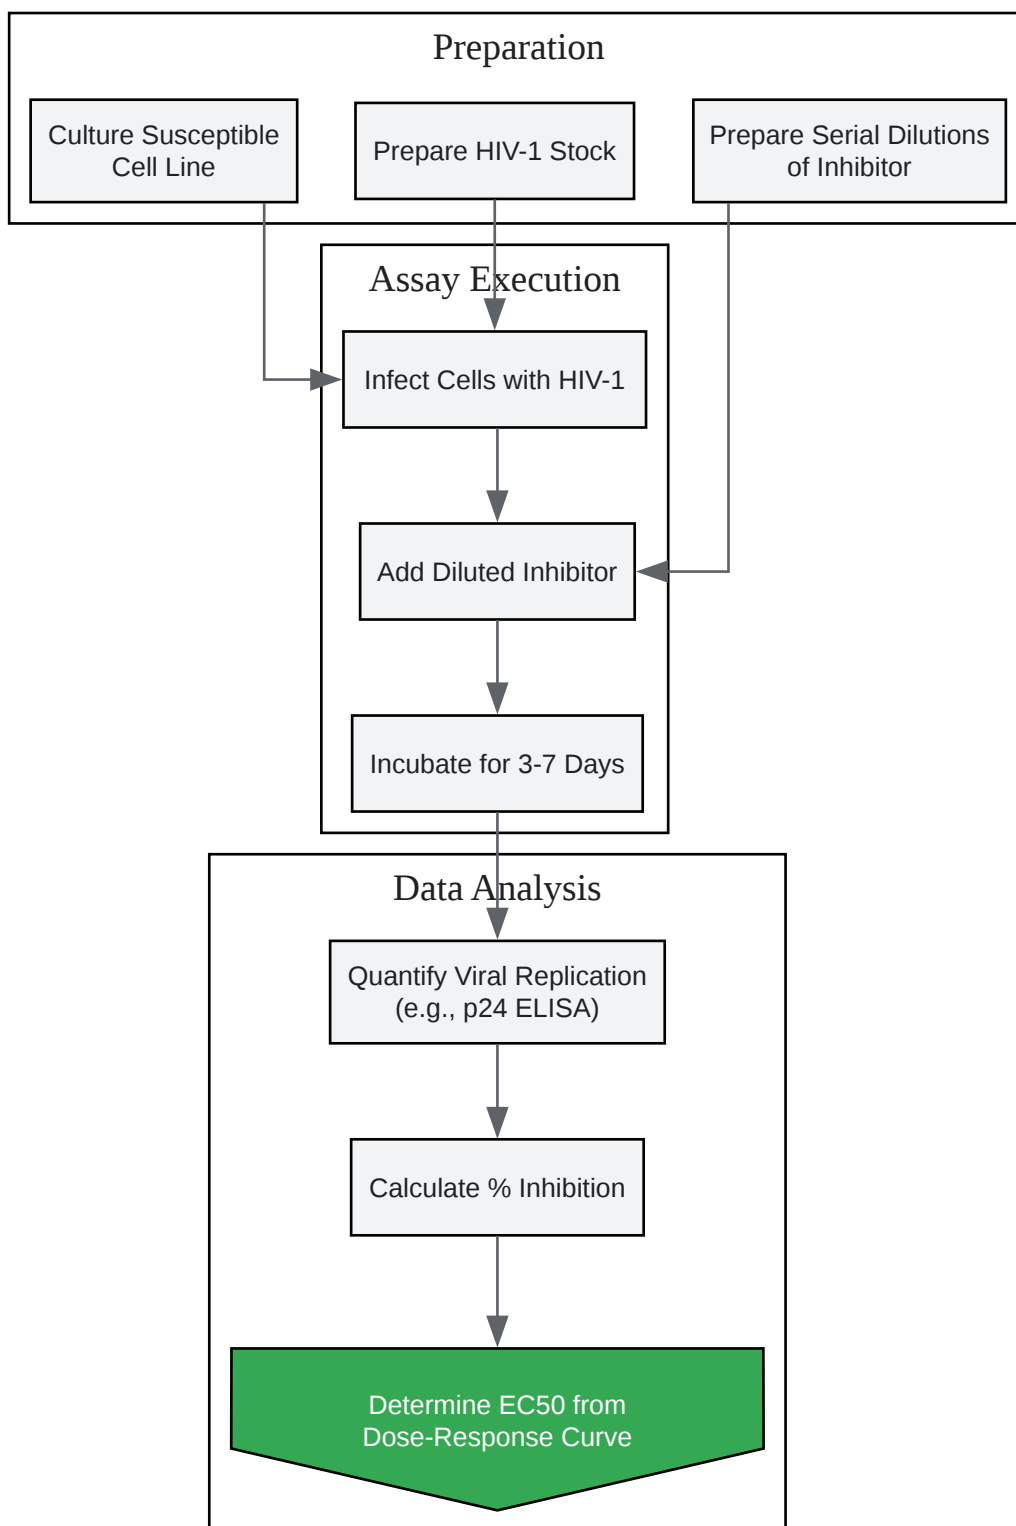 Preparation
Culture Susceptible
Cell Line
Prepare HIV-1 Stock
Prepare Serial Dilutions
of Inhibitor
Assay Execution
Infect Cells with HIV-1
Add Diluted Inhibitor
Incubate for 3-7 Days
Data Analysis
Quantify Viral Replication
(e.g., p24 ELISA)
Calculate % Inhibition
Determine EC50 from
Dose-Response Curve